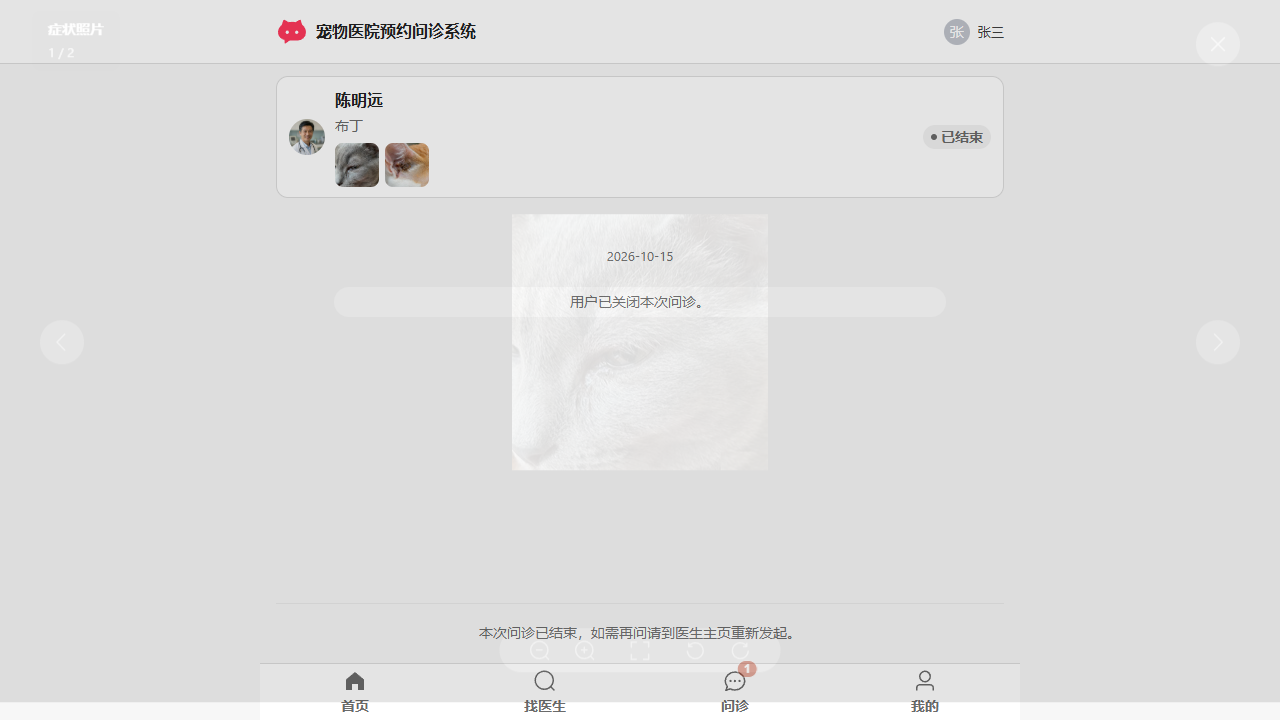 症状照片
1 / 2
宠物医院预约问诊系统
张 张三
陈明远
布丁
已结束
2026-10-15
用户已关闭本次问诊。
本次问诊已结束，如需再问请到医生主页重新发起。
1
首页 找医生 问诊 我的